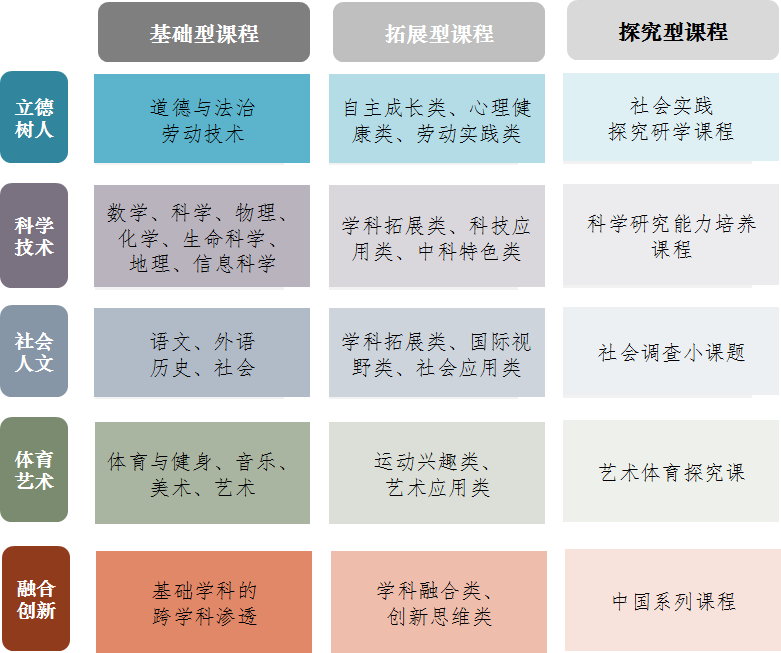 基础型课程
拓展型课程
探究型课程
立德
树人
道德与法治
劳动技术
自主成长类、心理健
康类、劳动实践类
社会实践
探究研学课程
科学
技术
数学、科学、物理、
化学、生命科学、
地理、信息科学
学科拓展类、科技应
用类、中科特色类
科学研究能力培养
课程
社会
人文
语文、外语
历史、社会
学科拓展类、国际视
野类、社会应用类
社会调查小课题
体育
艺术
体育与健身、音乐、
美术、艺术
运动兴趣类、
艺术应用类
艺术体育探究课
融合
创新
基础学科的
跨学科渗透
学科融合类、
创新思维类
中国系列课程